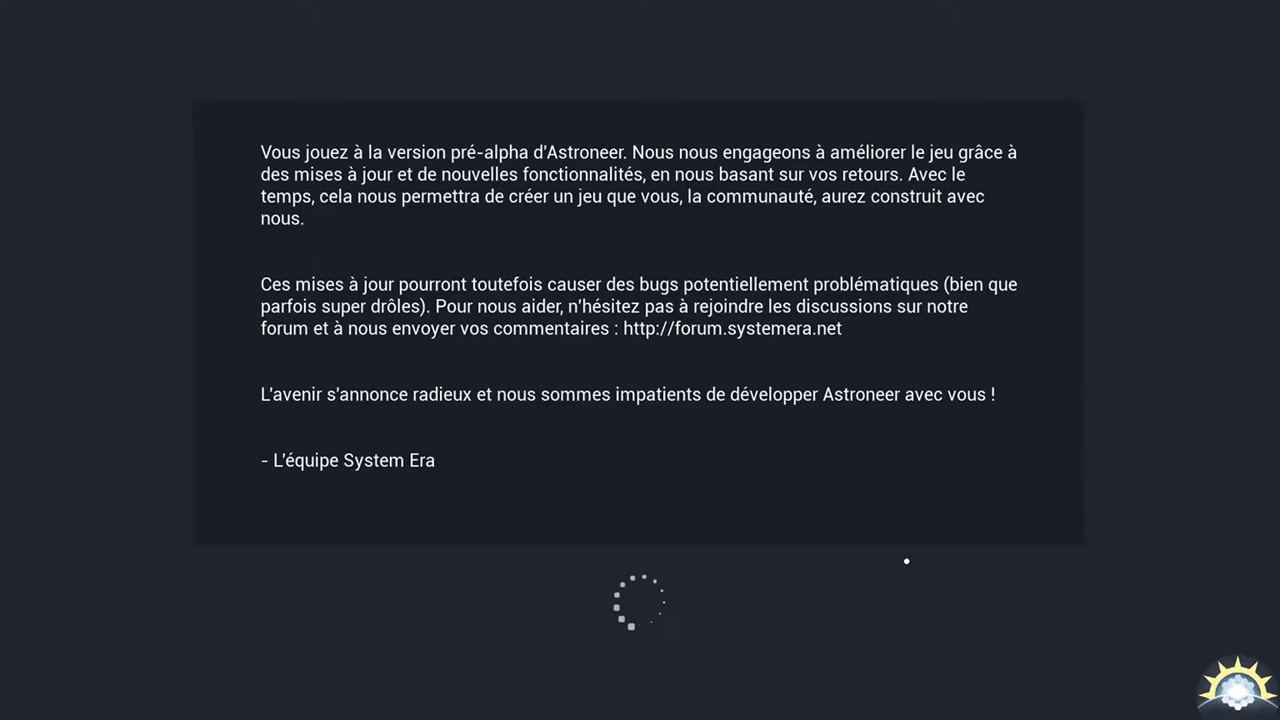 Vous jouez à la version pré-alpha d'Astroneer. Nous nous engageons à améliorer le jeu grâce à
des mises à jour et de nouvelles fonctionnalités, en nous basant sur vos retours. Avec le
temps, cela nous permettra de créer un jeu que vous, la communauté, aurez construit avec
nous.
Ces mises à jour pourront toutefois causer des bugs potentiellement problématiques (bien que
parfois super drôles). Pour nous aider, n'hésitez pas à rejoindre les discussions sur notre
forum et à nous envoyer vos commentaires : http://forum.systemera.net
L'avenir s'annonce radieux et nous sommes impatients de développer Astroneer avec vous !
- L'équipe System Era